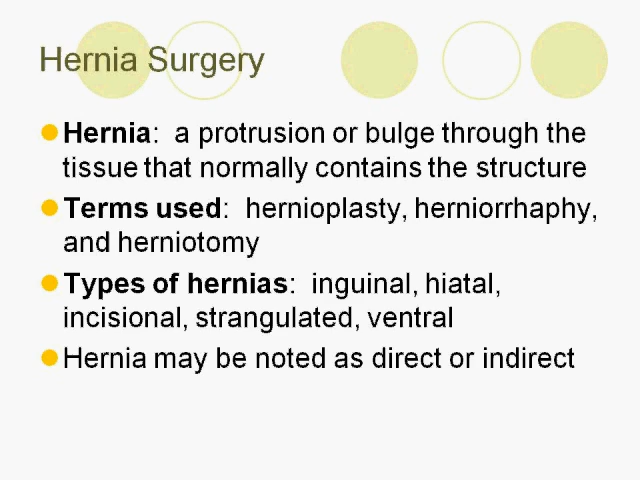 Hernia Surgery
Hernia:  a protrusion or bulge through the
tissue that normally contains the structure
Terms used:  hernioplasty, herniorrhaphy,
and herniotomy
Types of hernias:  inguinal, hiatal,
incisional, strangulated, ventral
Hernia may be noted as direct or indirect